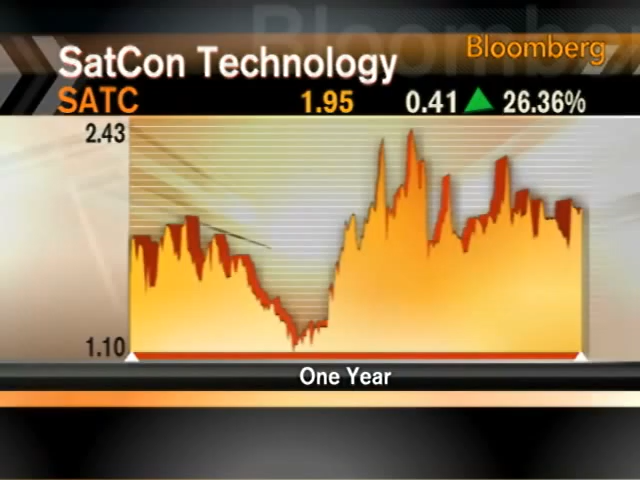 Bloomberg
SatCon Technology
SATC 1.95 0.41 26.36%
2.43
1.10
One Year